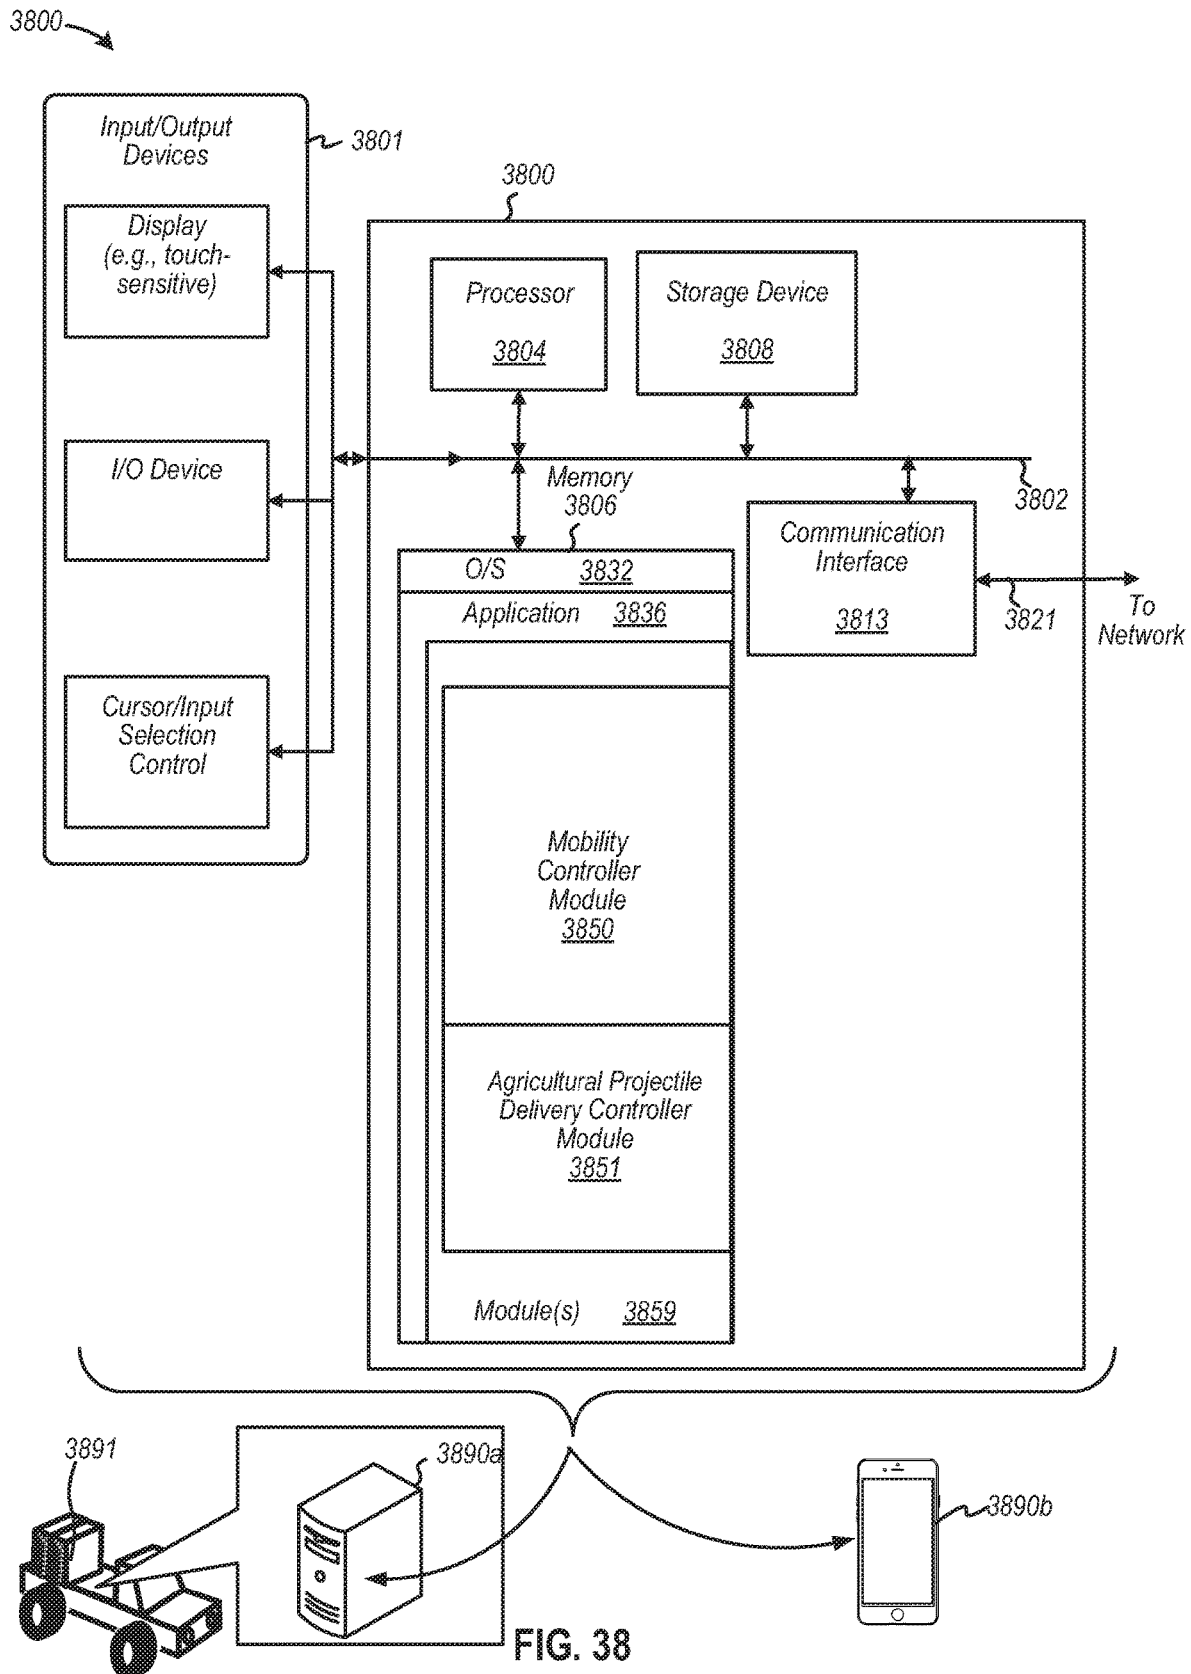 3800
Input/Output
Devices
3801
Display
(e.g., touch-
sensitive)
I/O Device
Cursor/Input
Selection
Control
3800
Processor
3804
Storage Device
3808
3802
Memory
3806
O/S 3832
Application 3836
Communication
Interface
3813
3821
To
Network
Mobility
Controller
Module
3850
Agricultural Projectile
Delivery Controller
Module
3851
Module(s) 3859
3891
3890a
3890b
FIG. 38